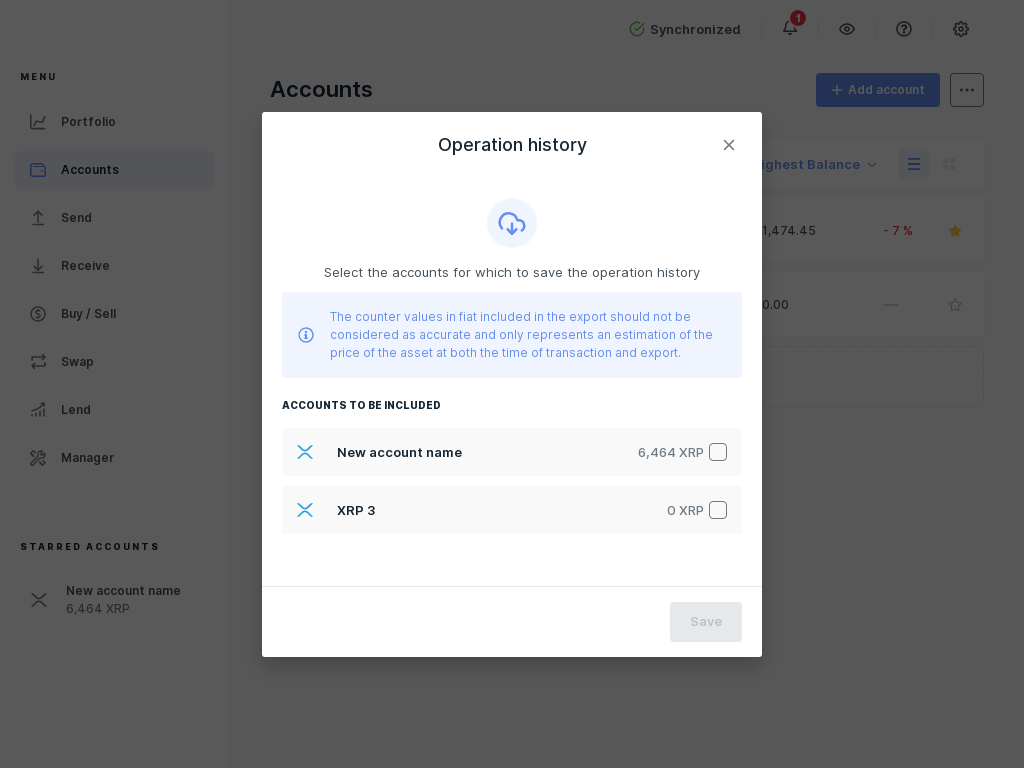 Synchronized
1
MENU
Portfolio
Accounts
Send
Receive
Buy / Sell
Swap
Lend
Manager
STARRED ACCOUNTS
New account name
6,464 XRP
Accounts
Add account
Balance
1,474.45
- 7 %
0.00
Operation history
Select the accounts for which to save the operation history
The counter values in fiat included in the export should not be
considered as accurate and only represents an estimation of the
price of the asset at both the time of transaction and export.
ACCOUNTS TO BE INCLUDED
New account name 6,464 XRP
XRP 3 0 XRP
Save